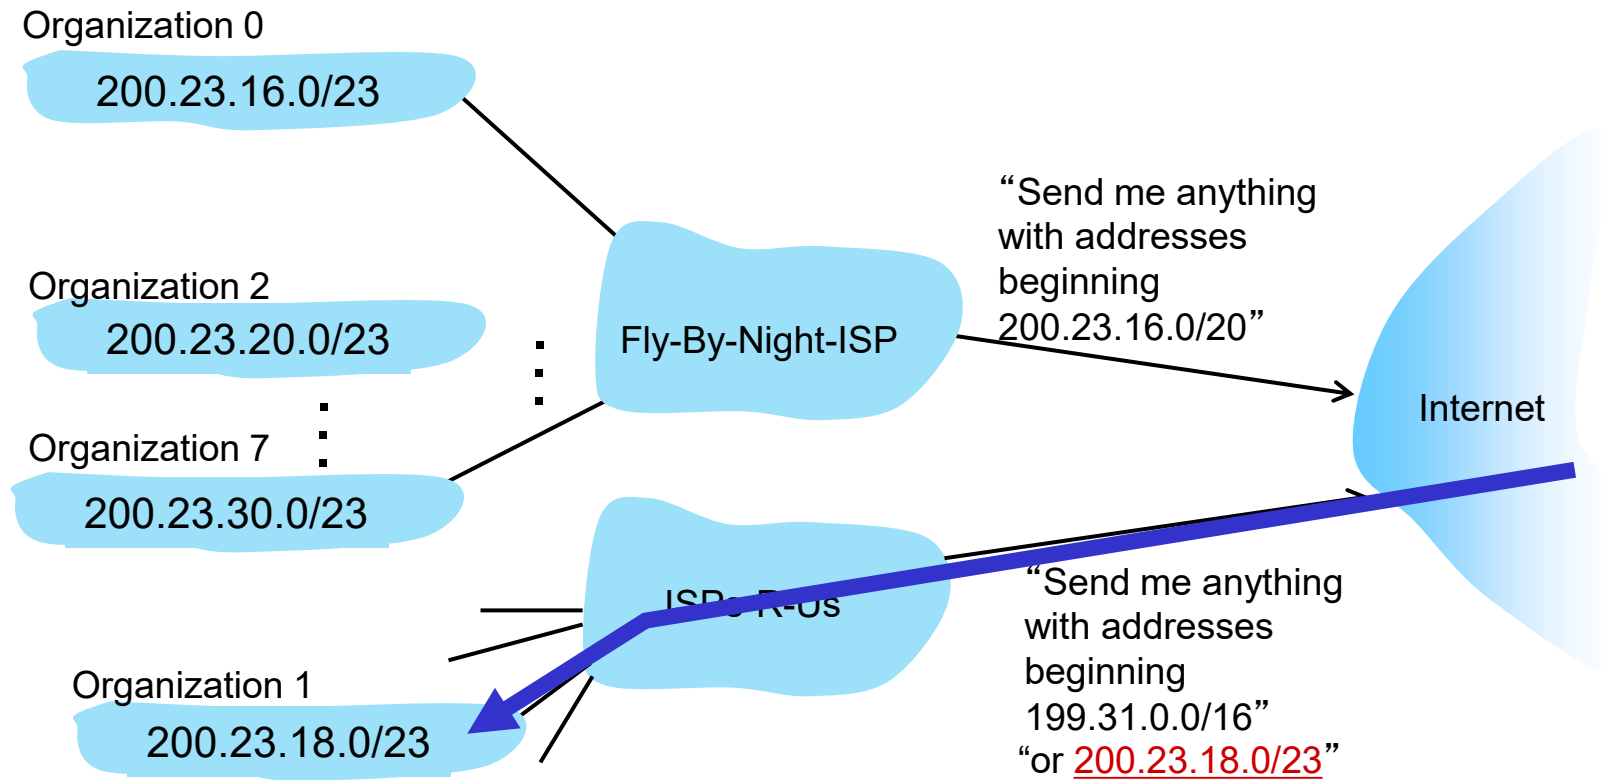 Organization 0
200.23.16.0/23
Organization 2
200.23.20.0/23
Organization 7
200.23.30.0/23
Fly-By-Night-ISP
“Send me anything
with addresses
beginning
200.23.16.0/20”
Internet
ISPs-R-Us
Organization 1
200.23.18.0/23
“Send me anything
with addresses
beginning
199.31.0.0/16”
“or 200.23.18.0/23”